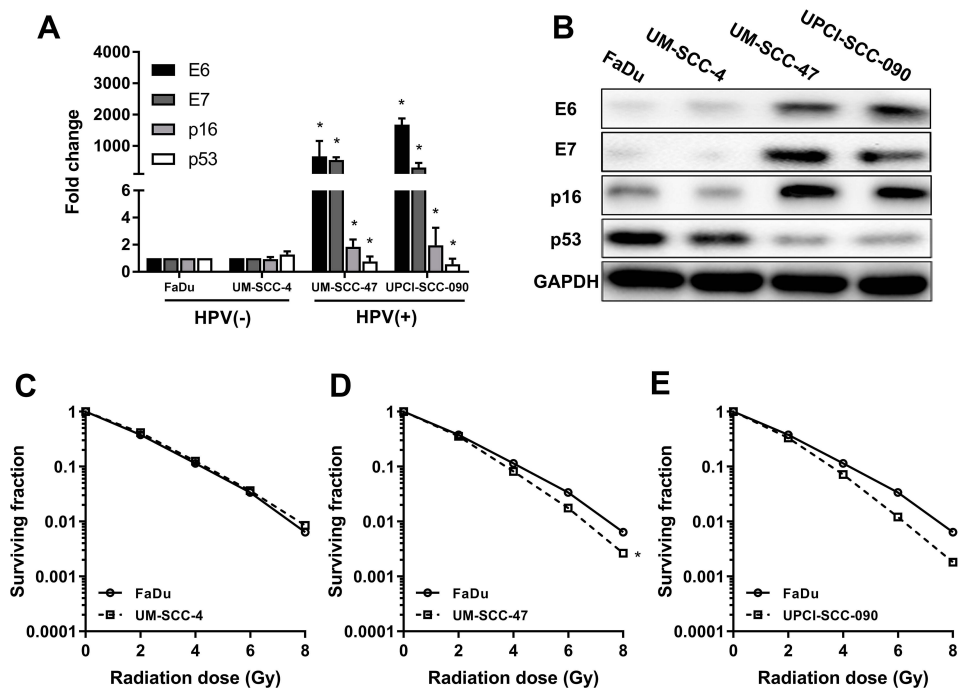 A
Fold change
4000
3000
2000
1000
6
4
2
0
E6
E7
p16
p53
* * * *
* * * *
FaDu UM-SCC-4 UM-SCC-47 UPCI-SCC-090
HPV(-) HPV(+)
B
FaDu UM-SCC-4 UM-SCC-47 UPCI-SCC-090
E6
E7
p16
p53
GAPDH
C
Surviving fraction
1
0.1
0.01
0.001
0.0001
FaDu
UM-SCC-4
0 2 4 6 8
Radiation dose (Gy)
D
Surviving fraction
1
0.1
0.01
0.001
0.0001
*
FaDu
UM-SCC-47
0 2 4 6 8
Radiation dose (Gy)
E
Surviving fraction
1
0.1
0.01
0.001
0.0001
FaDu
UPCI-SCC-090
0 2 4 6 8
Radiation dose (Gy)